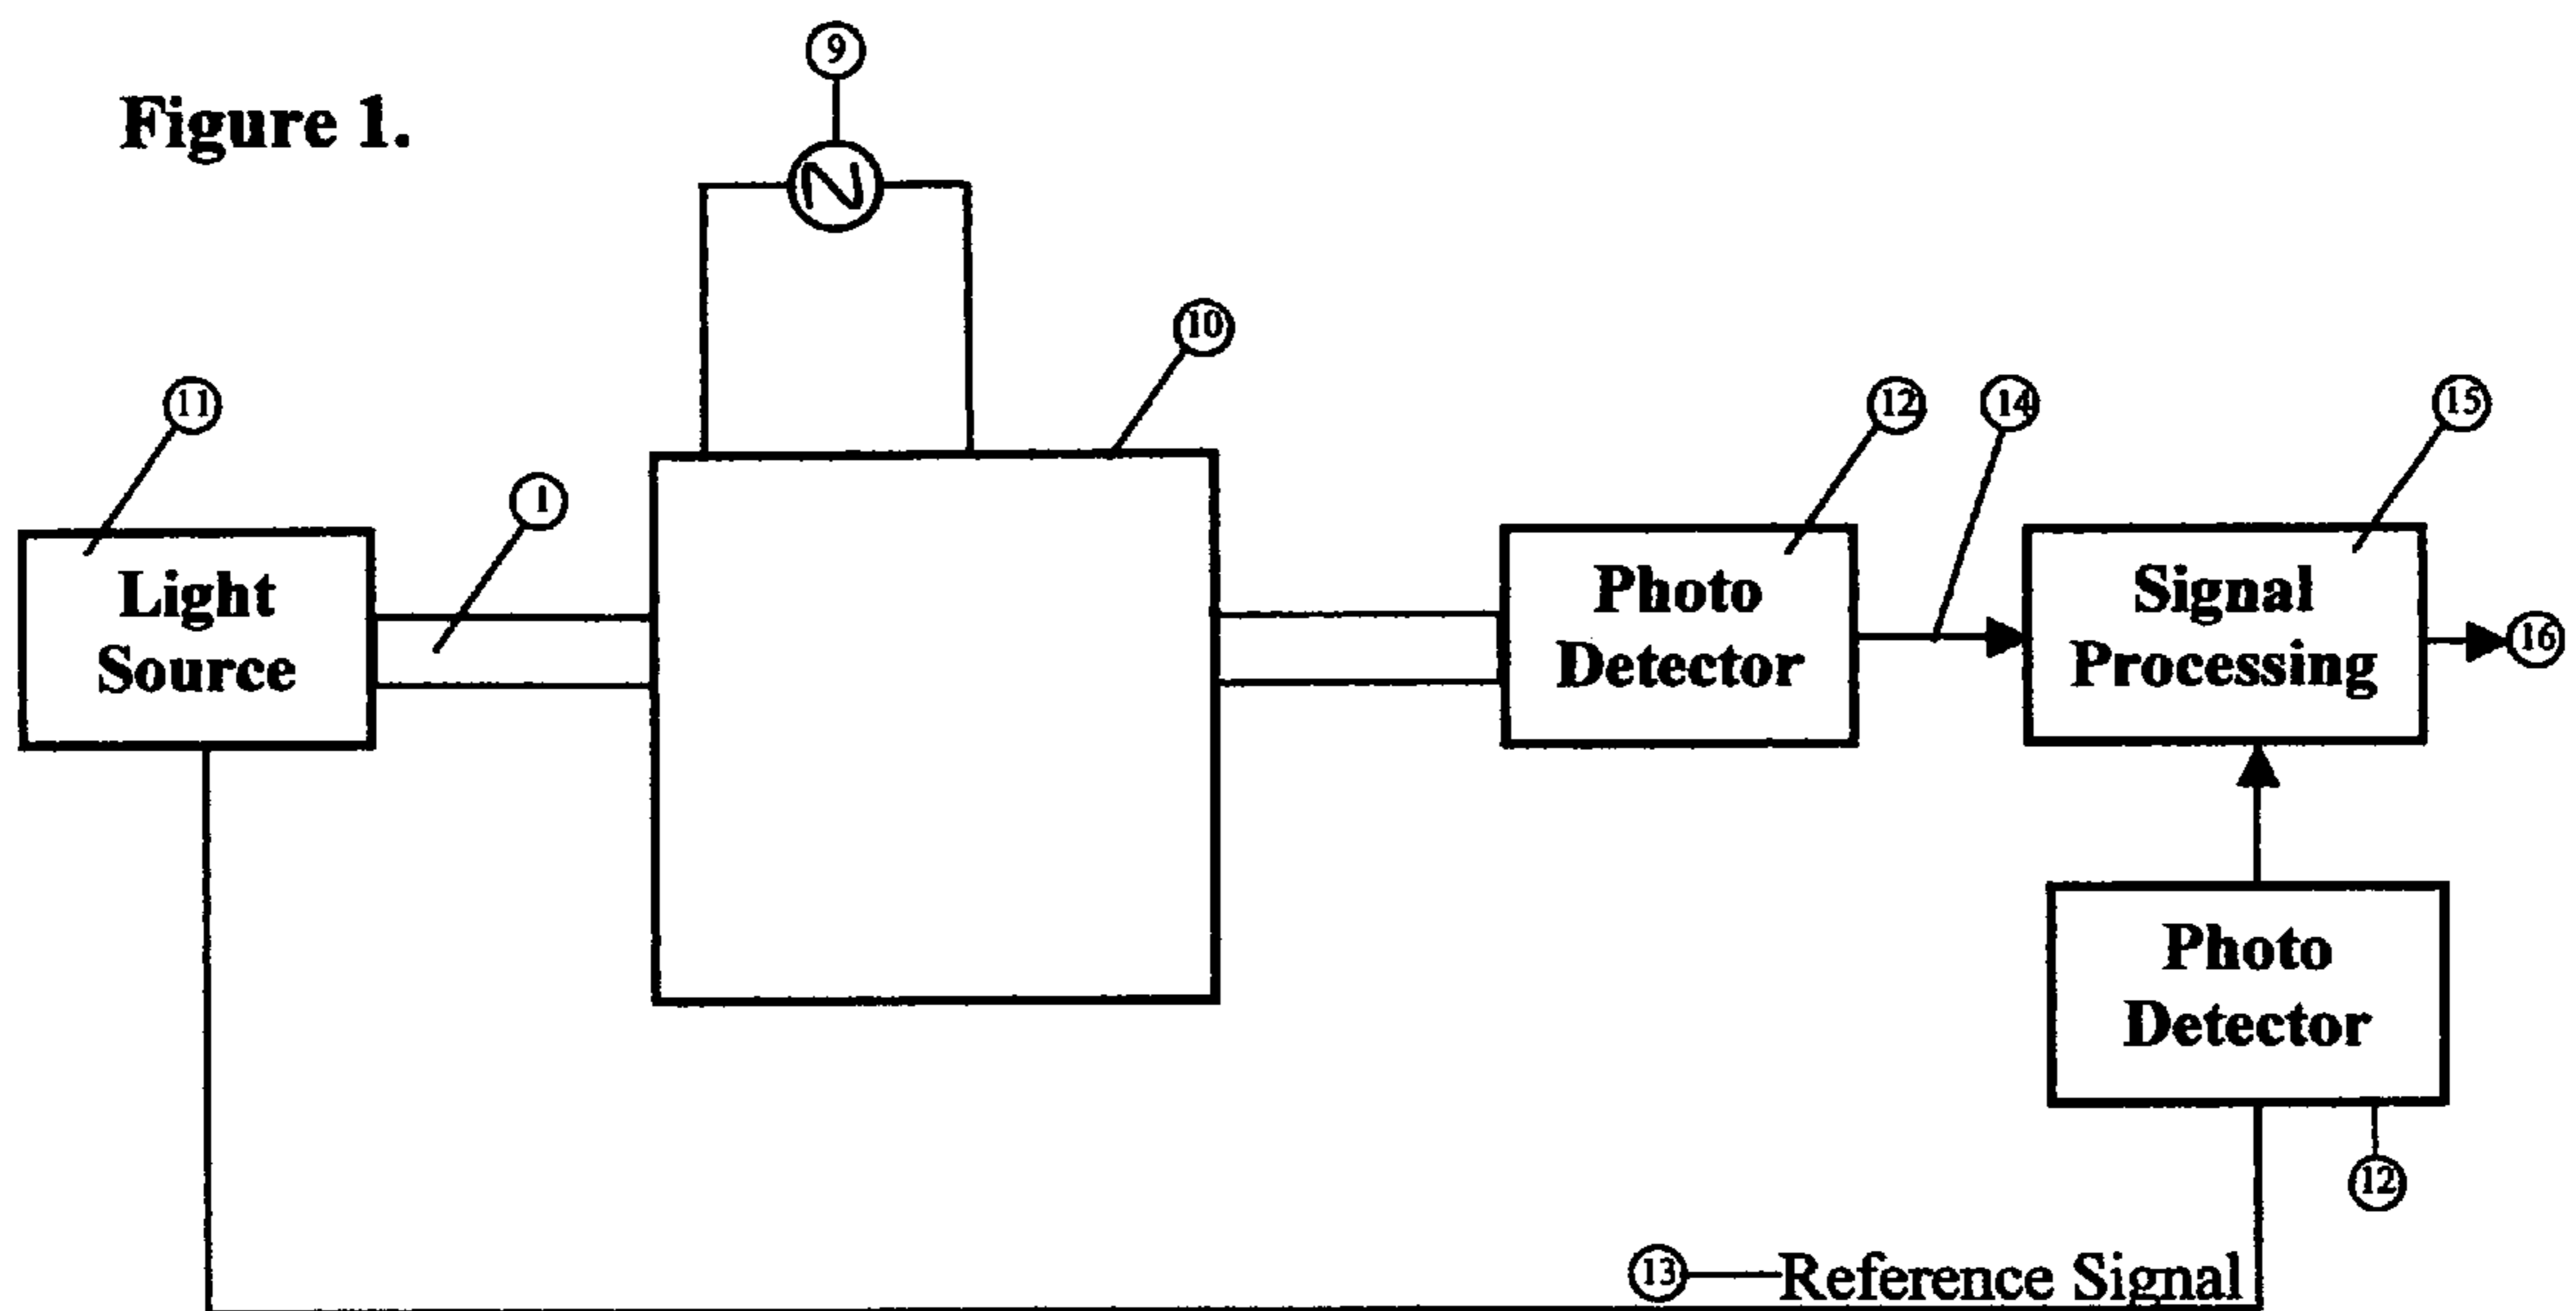 9
Figure 1.
10
11
12
14
15
1
Light
Source
Photo
Detector
Signal
Processing
16
Photo
Detector
12
13 Reference Signal